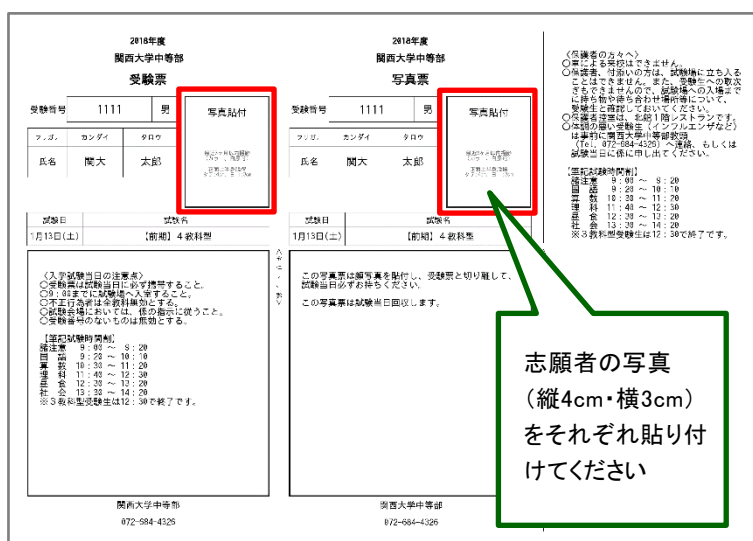 2018年度
関西大学中等部
受験票
受験番号 1111 男
写真貼付
フリガナ カンダイ タロウ
氏名 関大 太郎
試験日 試験名
1月13日(土) 【前期】4教科型
〈入学試験当日の注意点〉
○受験票は試験当日に必ず携帯すること。
○9:00までに試験場へ入室すること。
○不正行為者は全教科無効とする。
○試験会場においては、係の指示に従うこと。
○受験番号のないものは無効とする。
【筆記試験時間割】
諸注意 9:00 ～ 9:20
国 語 9:20 ～ 10:10
算 数 10:30 ～ 11:20
理 科 11:40 ～ 12:30
昼 食 12:30 ～ 13:20
社 会 13:30 ～ 14:20
※3教科型受験生は12:30で終了です。
関西大学中等部
072-684-4326
2018年度
関西大学中等部
写真票
受験番号 1111 男
写真貼付
フリガナ カンダイ タロウ
氏名 関大 太郎
試験日 試験名
1月13日(土) 【前期】4教科型
この写真票は顔写真を貼付し、受験票と切り離して、
試験当日必ずお持ちください。
この写真票は試験当日回収します。
関西大学中等部
072-684-4326
〈保護者の方々へ〉
○車による来校はできません。
○保護者、付添いの方は、試験場に立ち入る
ことはできません。また、受験生への取次
ぎもできませんので、試験場への入場まで
に持ち物や待ち合わせ場所等について、
受験生と確認しておいてください。
○保護者控室は、北館1階レストランです。
○体調の悪い受験生（インフルエンザなど）
は事前に関西大学中等部教頭
（Tel. 072-684-4326）へ連絡、もしくは
試験当日に係に申し出てください。
【筆記試験時間割】
諸注意 9:00 ～ 9:20
国 語 9:20 ～ 10:10
算 数 10:30 ～ 11:20
理 科 11:40 ～ 12:30
昼 食 12:30 ～ 13:20
社 会 13:30 ～ 14:20
※3教科型受験生は12:30で終了です。
志願者の写真
（縦4cm・横3cm）
をそれぞれ貼り付
けてください